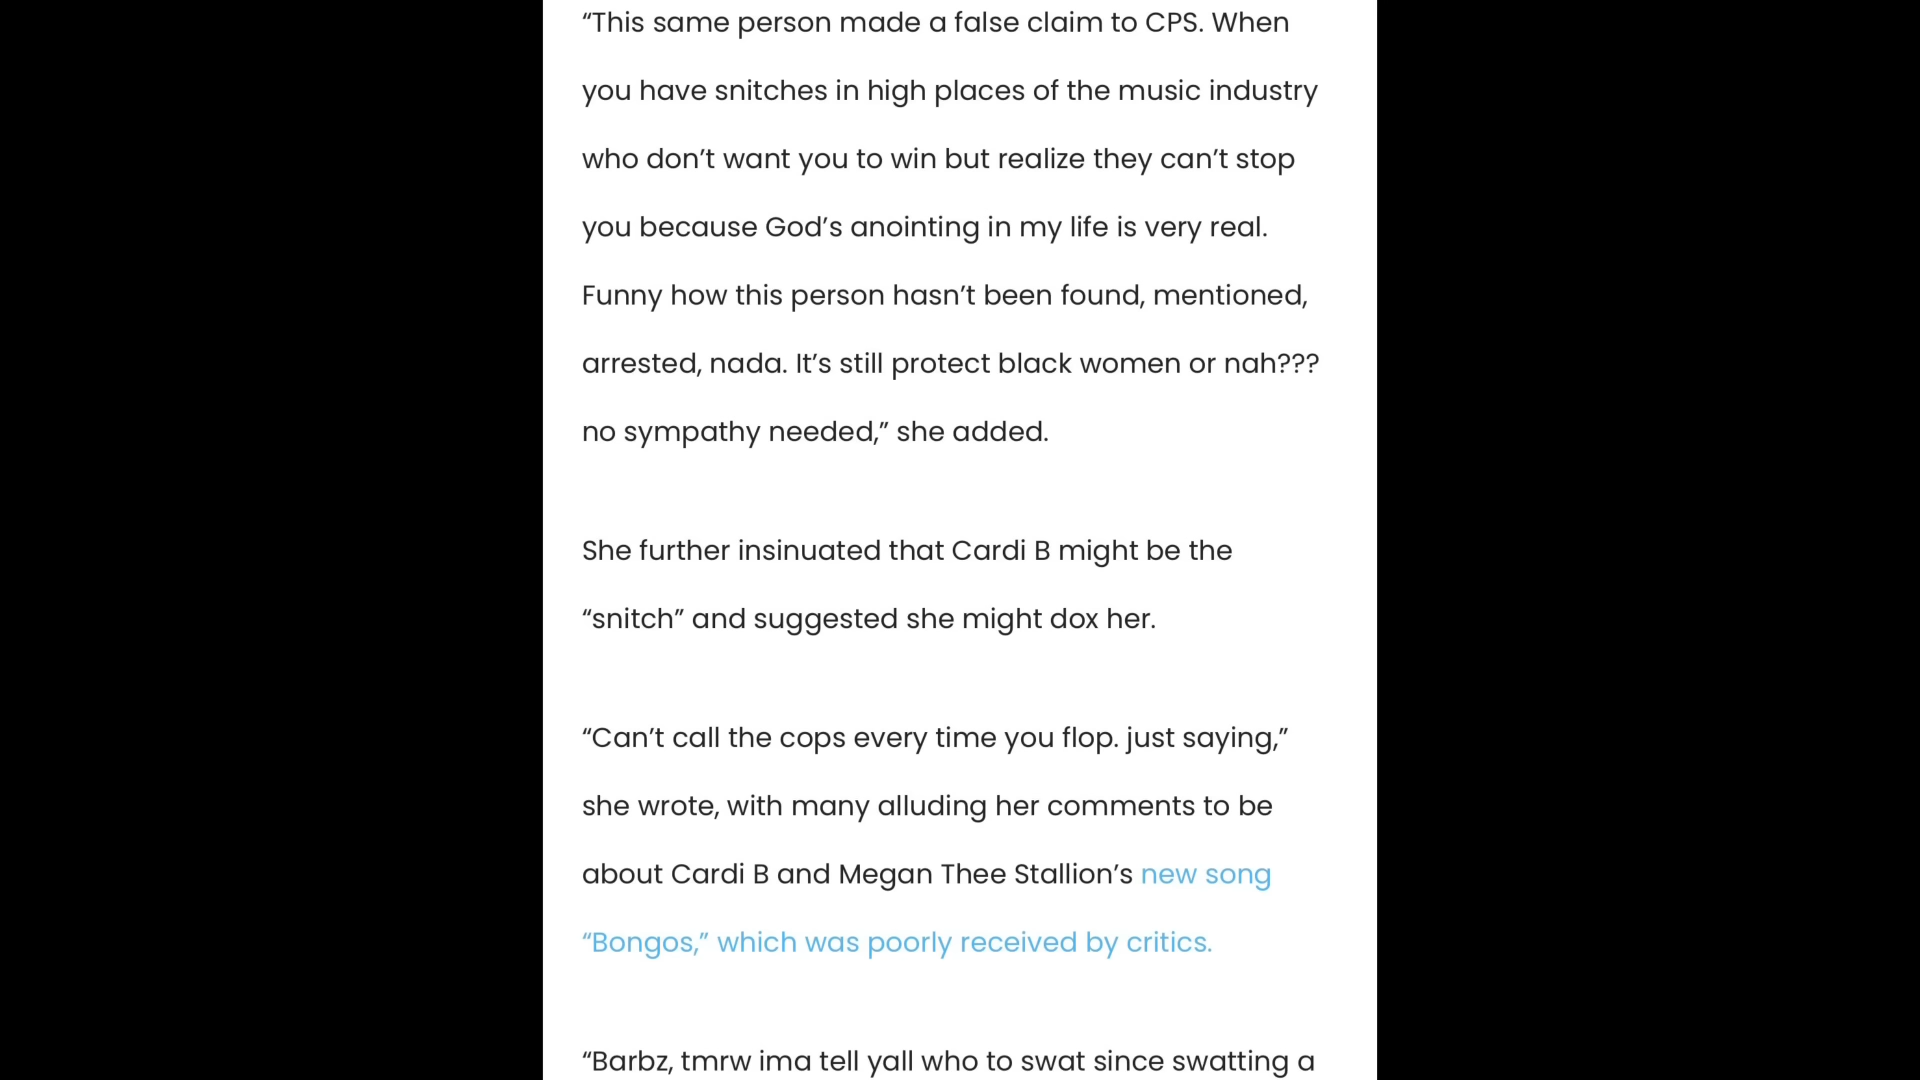 “This same person made a false claim to CPS. When
you have snitches in high places of the music industry
who don’t want you to win but realize they can’t stop
you because God’s anointing in my life is very real.
Funny how this person hasn’t been found, mentioned,
arrested, nada. It’s still protect black women or nah???
no sympathy needed,” she added.
She further insinuated that Cardi B might be the
“snitch” and suggested she might dox her.
“Can’t call the cops every time you flop. just saying,”
she wrote, with many alluding her comments to be
about Cardi B and Megan Thee Stallion’s new song
“Bongos,” which was poorly received by critics.
“Barbz, tmrw ima tell yall who to swat since swatting a